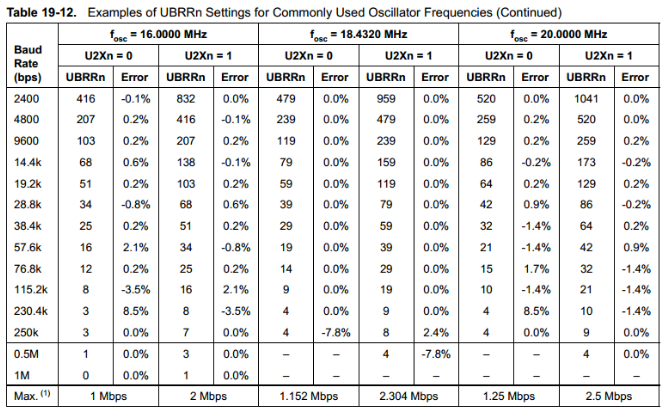 Table 19-12. Examples of UBRRn Settings for Commonly Used Oscillator Frequencies (Continued)
Baud Rate (bps) fosc = 16.0000 MHz fosc = 18.4320 MHz fosc = 20.0000 MHz
U2Xn = 0 U2Xn = 1 U2Xn = 0 U2Xn = 1 U2Xn = 0 U2Xn = 1
UBRRn Error UBRRn Error UBRRn Error UBRRn Error UBRRn Error UBRRn Error
2400 416 -0.1% 832 0.0% 479 0.0% 959 0.0% 520 0.0% 1041 0.0%
4800 207 0.2% 416 -0.1% 239 0.0% 479 0.0% 259 0.2% 520 0.0%
9600 103 0.2% 207 0.2% 119 0.0% 239 0.0% 129 0.2% 259 0.2%
14.4k 68 0.6% 138 -0.1% 79 0.0% 159 0.0% 86 -0.2% 173 -0.2%
19.2k 51 0.2% 103 0.2% 59 0.0% 119 0.0% 64 0.2% 129 0.2%
28.8k 34 -0.8% 68 0.6% 39 0.0% 79 0.0% 42 0.9% 86 -0.2%
38.4k 25 0.2% 51 0.2% 29 0.0% 59 0.0% 32 -1.4% 64 0.2%
57.6k 16 2.1% 34 -0.8% 19 0.0% 39 0.0% 21 -1.4% 42 0.9%
76.8k 12 0.2% 25 0.2% 14 0.0% 29 0.0% 15 1.7% 32 -1.4%
115.2k 8 -3.5% 16 2.1% 9 0.0% 19 0.0% 10 -1.4% 21 -1.4%
230.4k 3 8.5% 8 -3.5% 4 0.0% 9 0.0% 4 8.5% 10 -1.4%
250k 3 0.0% 7 0.0% 4 -7.8% 8 2.4% 4 0.0% 9 0.0%
0.5M 1 0.0% 3 0.0% – – 4 -7.8% – – 4 0.0%
1M 0 0.0% 1 0.0% – – – – – – – –
Max. (1) 1 Mbps 2 Mbps 1.152 Mbps 2.304 Mbps 1.25 Mbps 2.5 Mbps